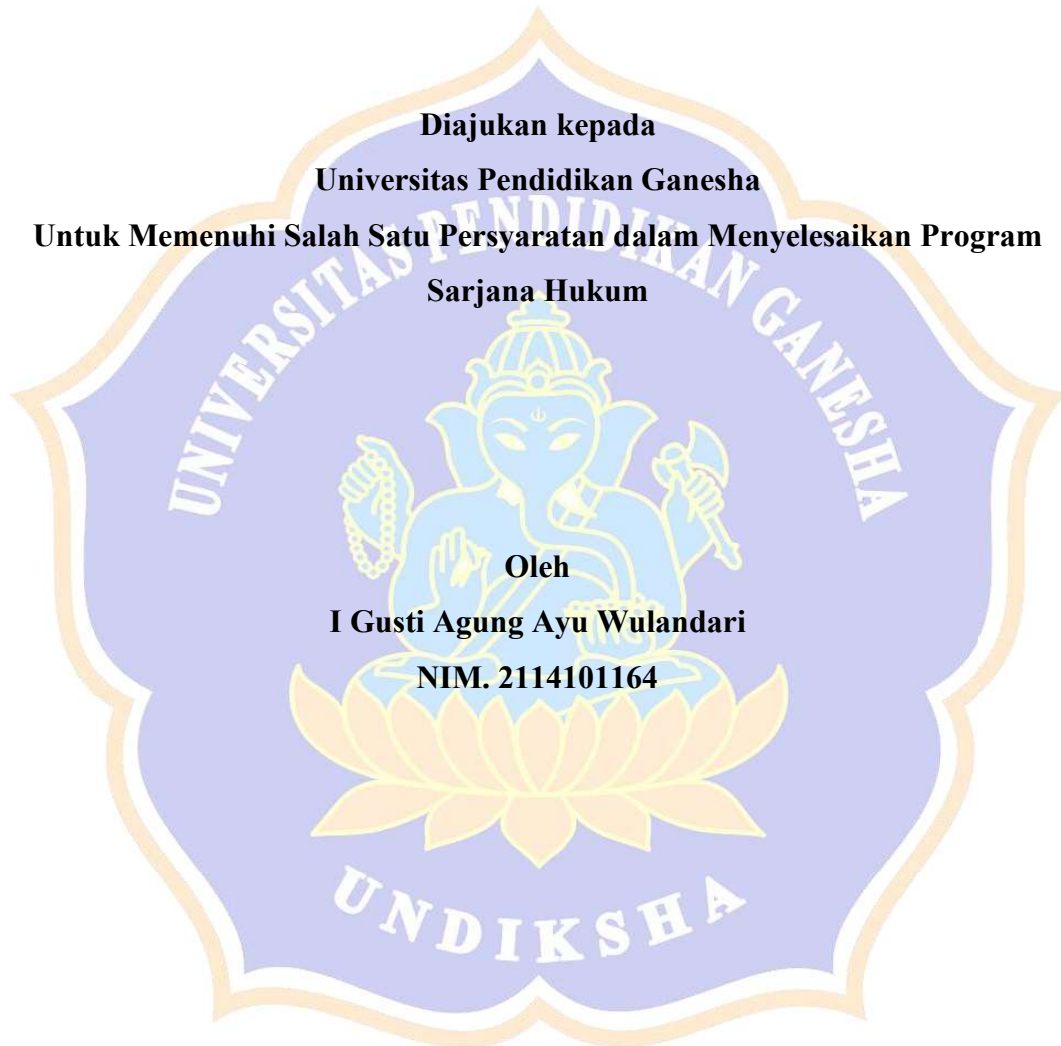 Diajukan kepada
Universitas Pendidikan Ganesha
Untuk Memenuhi Salah Satu Persyaratan dalam Menyelesaikan Program
Sarjana Hukum
UNIVERSITAS PENDIDIKAN GANESHA
Oleh
I Gusti Agung Ayu Wulandari
NIM. 2114101164
UNDIKSHA